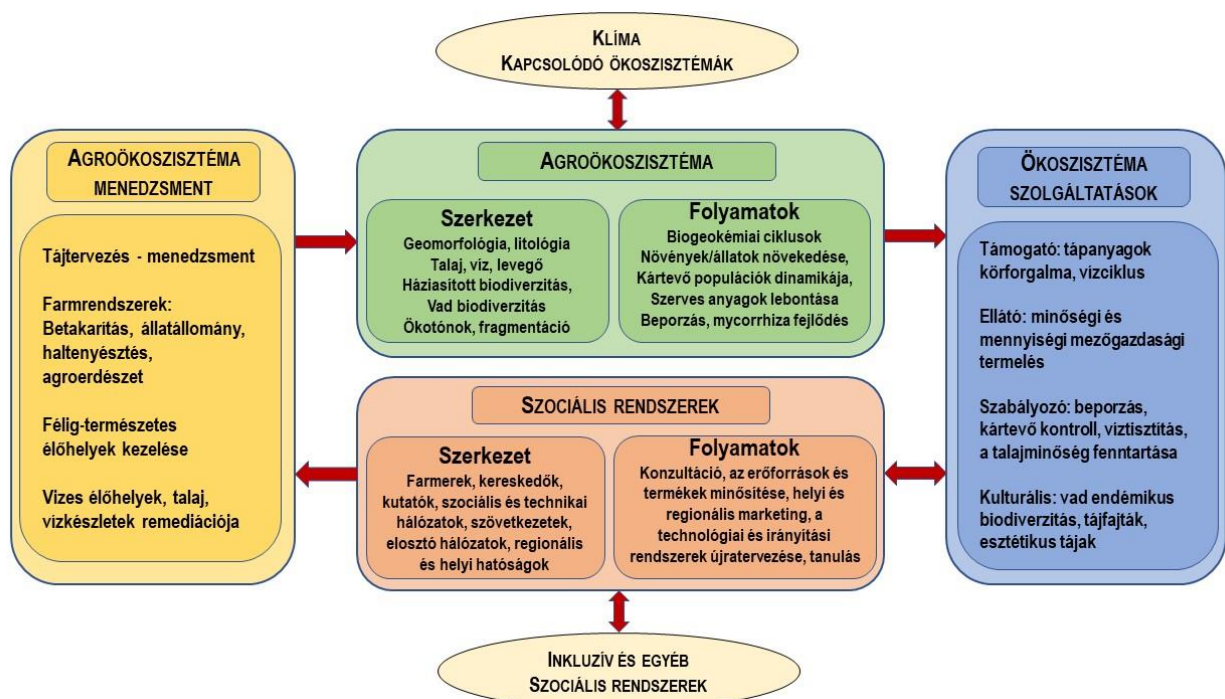 KLÍMA
KAPCSOLÓDÓ ÖKOSZISZTÉMÁK
AGROÖKOSZISZTÉMA
MENEDZSMENT
Tájtervezés - menedzsment
Farmrendszerek:
Betakarítás, állatállomány,
haltenyésztés,
agroerdészet
Félig-természetes
élőhelyek kezelése
Vizes élőhelyek, talaj,
vízkészletek remediációja
AGROÖKOSZISZTÉMA
Szerkezet
Geomorfológia, litológia
Talaj, víz, levegő
Háziasított biodiverzitás,
Vad biodiverzitás
Ökotónok, fragmentáció
Folyamatok
Biogeokémiai ciklusok
Növények/állatok növekedése,
Kártevő populációk dinamikája,
Szerves anyagok lebontása
Beporzás, mycorrhiza fejlődés
SZOCIÁLIS RENDSZEREK
Szerkezet
Farmerek, kereskedők,
kutatók, szociális és technikai
hálózatok, szövetkezetek,
elosztó hálózatok, regionális
és helyi hatóságok
Folyamatok
Konzultáció, az erőforrások és
termékek minősítése, helyi és
regionális marketing, a
technológiai és irányítási
rendszerek újratervezése, tanulás
ÖKOSZISZTÉMA
SZOLGÁLTATÁSOK
Támogató: tápanyagok
körforgalma, vízciklus
Ellátó: minőségi és
mennyiségi mezőgazdasági
termelés
Szabályozó: beporzás,
kártevő kontroll, víztisztítás,
a talajminőség fenntartása
Kulturális: vad endémikus
biodiverzitás, tájfajták,
esztétikus tájak
INKLUZÍV ÉS EGYÉB
SZOCIÁLIS RENDSZEREK